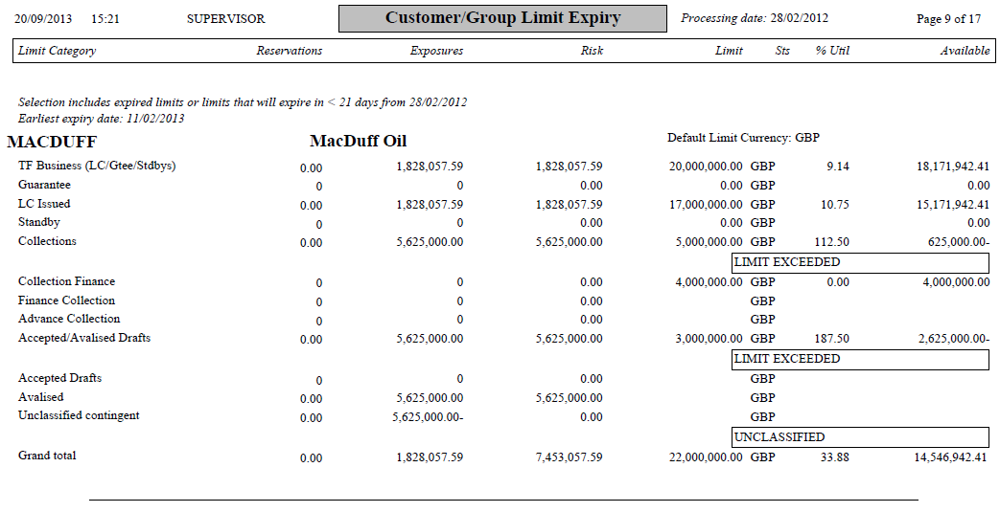 20/09/2013 15:21 SUPERVISOR Customer/Group Limit Expiry Processing date: 28/02/2012 Page 9 of 17
Limit Category Reservations Exposures Risk Limit Sts % Util Available
Selection includes expired limits or limits that will expire in < 21 days from 28/02/2012
Earliest expiry date: 11/02/2013
MACDUFF MacDuff Oil Default Limit Currency: GBP
TF Business (LC/Gtee/Stdbys) 0.00 1,828,057.59 1,828,057.59 20,000,000.00 GBP 9.14 18,171,942.41
Guarantee 0 0 0.00 0.00 GBP 0.00
LC Issued 0.00 1,828,057.59 1,828,057.59 17,000,000.00 GBP 10.75 15,171,942.41
Standby 0 0 0.00 0.00 GBP 0.00
Collections 0.00 5,625,000.00 5,625,000.00 5,000,000.00 GBP 112.50 625,000.00-
LIMIT EXCEEDED
Collection Finance 0 0 0.00 4,000,000.00 GBP 0.00 4,000,000.00
Finance Collection 0 0 0.00 GBP
Advance Collection 0 0 0.00 GBP
Accepted/Avalised Drafts 0.00 5,625,000.00 5,625,000.00 3,000,000.00 GBP 187.50 2,625,000.00-
LIMIT EXCEEDED
Accepted Drafts 0 0 0.00 GBP
Avalised 0.00 5,625,000.00 5,625,000.00 GBP
Unclassified contingent 0.00 5,625,000.00- 0.00 GBP
UNCLASSIFIED
Grand total 0.00 1,828,057.59 7,453,057.59 22,000,000.00 GBP 33.88 14,546,942.41